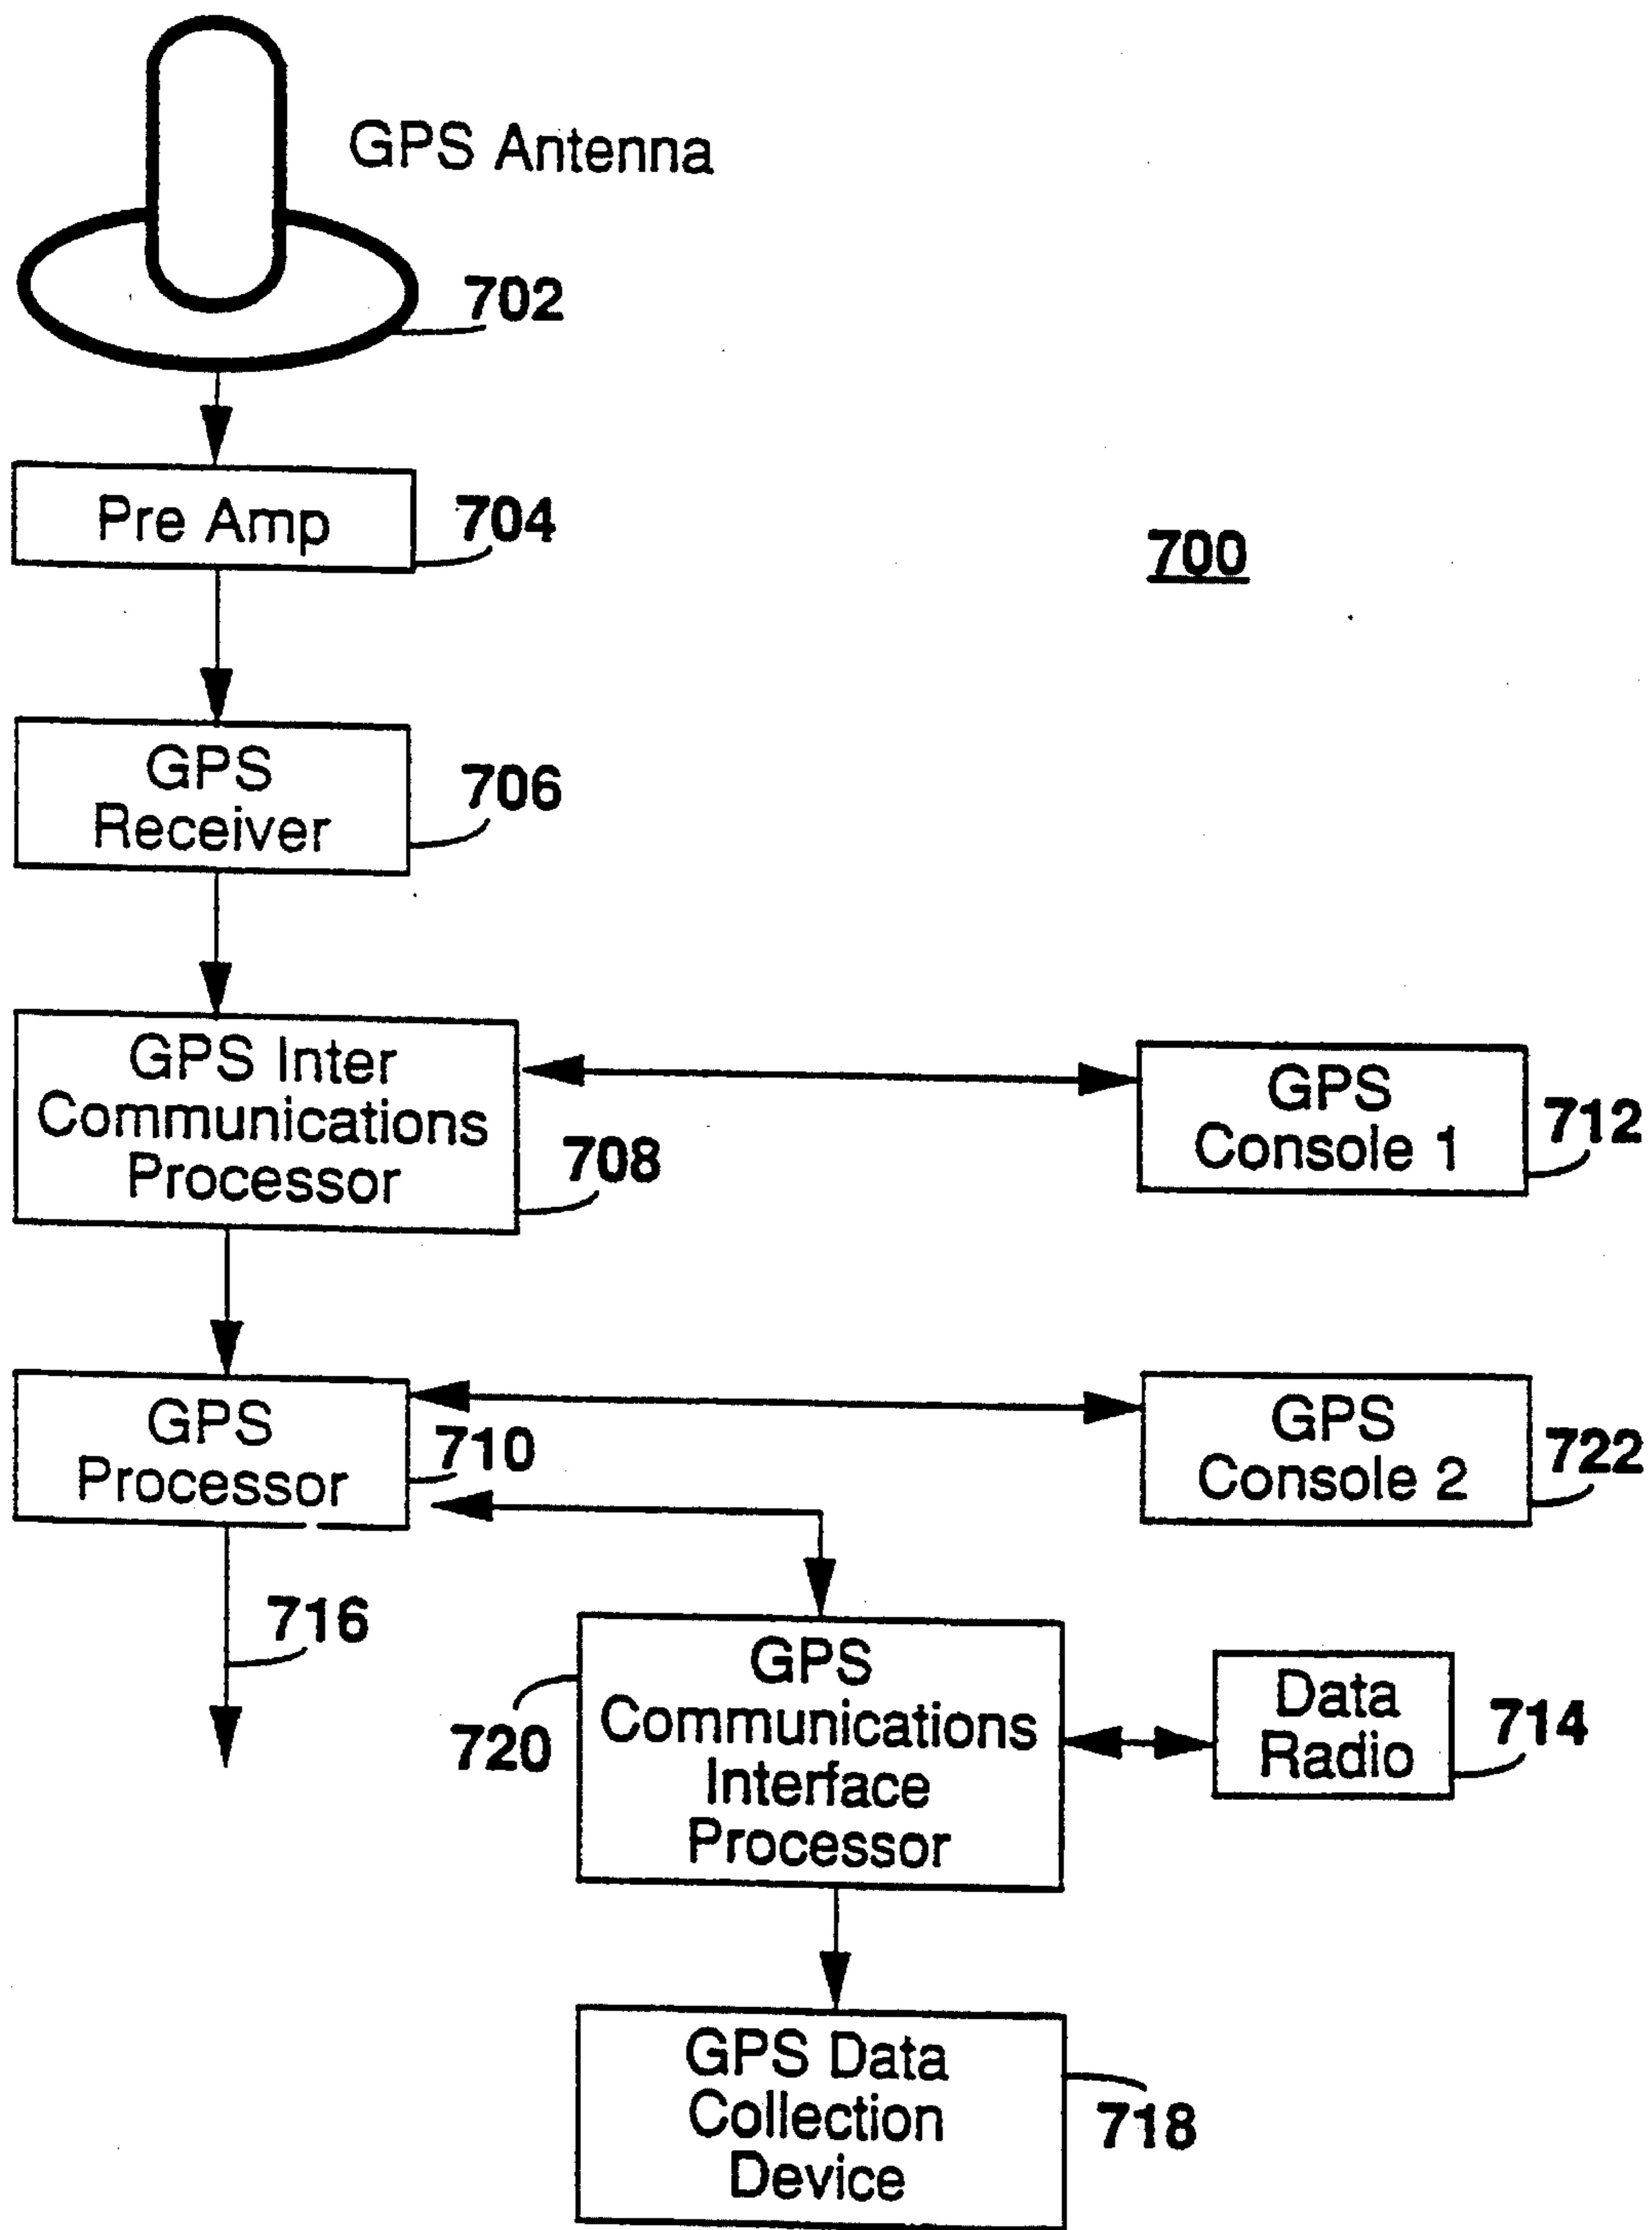 GPS Antenna
702
Pre Amp
704
700
GPS
Receiver
706
GPS Inter
Communications
Processor
708
GPS
Console 1
712
GPS
Processor
710
GPS
Console 2
722
716
GPS
Communications
Interface
Processor
720
Data
Radio
714
GPS Data
Collection
Device
718